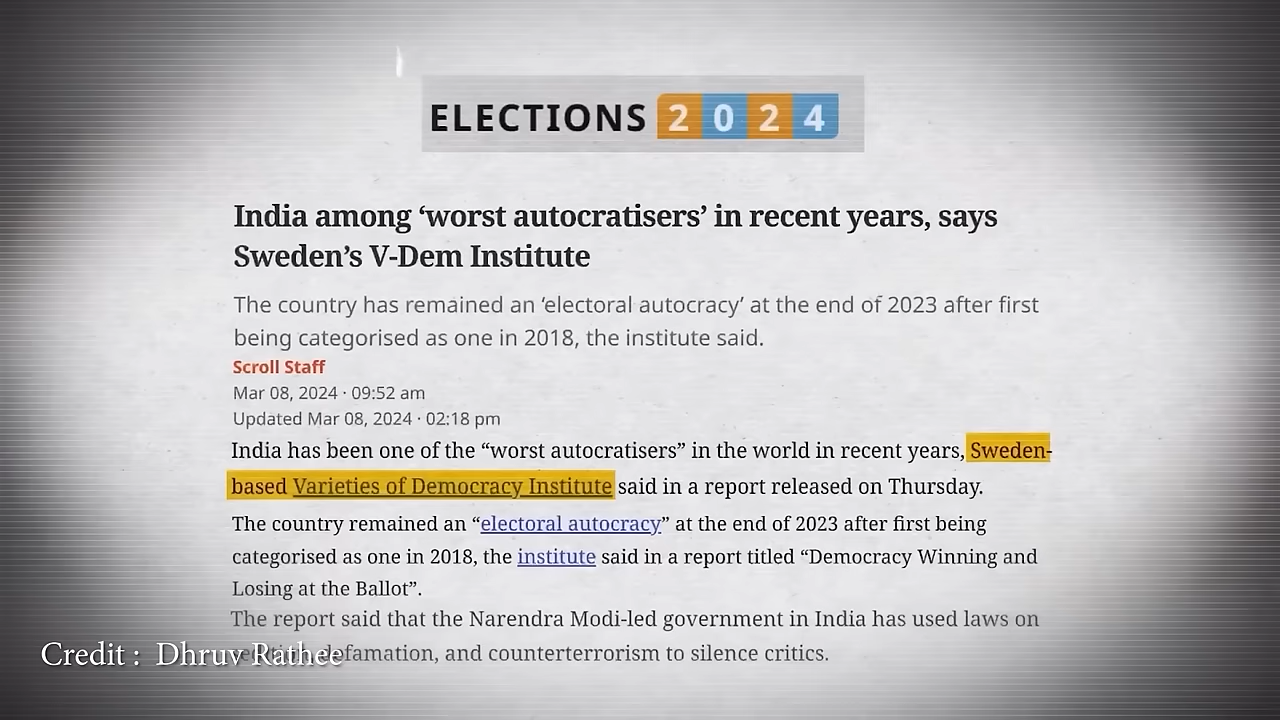 ELECTIONS 2024
India among ‘worst autocratisers’ in recent years, says
Sweden’s V-Dem Institute
The country has remained an ‘electoral autocracy’ at the end of 2023 after first
being categorised as one in 2018, the institute said.
Scroll Staff
Mar 08, 2024 · 09:52 am
Updated Mar 08, 2024 · 02:18 pm
India has been one of the “worst autocratisers” in the world in recent years, Sweden-
based Varieties of Democracy Institute said in a report released on Thursday.
The country remained an “electoral autocracy” at the end of 2023 after first being
categorised as one in 2018, the institute said in a report titled “Democracy Winning and
Losing at the Ballot”.
The report said that the Narendra Modi-led government in India has used laws on
defamation, and counterterrorism to silence critics.
Credit : Dhruv Rathee